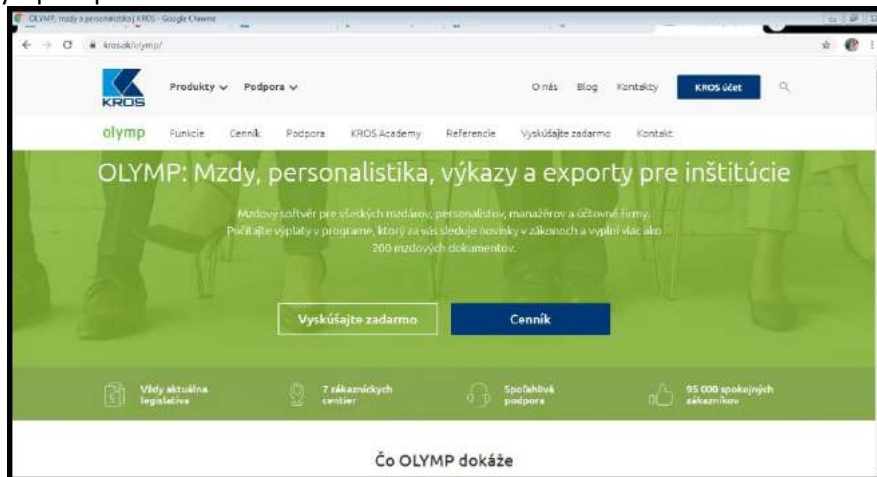 OLYMP, mzdy a personalistika | KROS - Google Chrome
kros.sk/olymp/
KROS
Produkty
Podpora
O nás
Blog
Kontakty
KROS účet
olymp
Funkcie
Cenník
Podpora
KROS Academy
Referencie
Vyskúšajte zadarmo
Kontakt
OLYMP: Mzdy, personalistika, výkazy a exporty pre inštitúcie
Mzdový softvér pre všetkých mzdárov, personalistov, manažérov a účtovné firmy.
Počítajte výplaty v programe, ktorý za vás sleduje novinky v zákonoch a vyplní viac ako
200 mzdových dokumentov.
Vyskúšajte zadarmo
Cenník
Vždy aktuálna
legislatíva
7 zákazníckych
centier
Spoľahlivá
podpora
95 000 spokojných
zákazníkov
Čo OLYMP dokáže